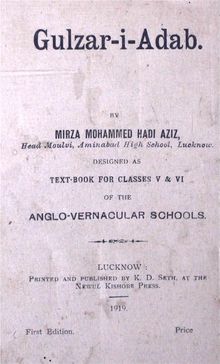 Gulzar-i-Adab.
BY
MIRZA MOHAMMED HADI AZIZ,
Head Moulvi, Aminabad High School, Lucknow.
DESIGNED AS
TEXT-BOOK FOR CLASSES V & VI
OF THE
ANGLO-VERNACULAR SCHOOLS.
LUCKNOW:
PRINTED AND PUBLISHED BY K. D. SETH, AT THE
NEWUL KISHORE PRESS.
1919
First Edition. Price